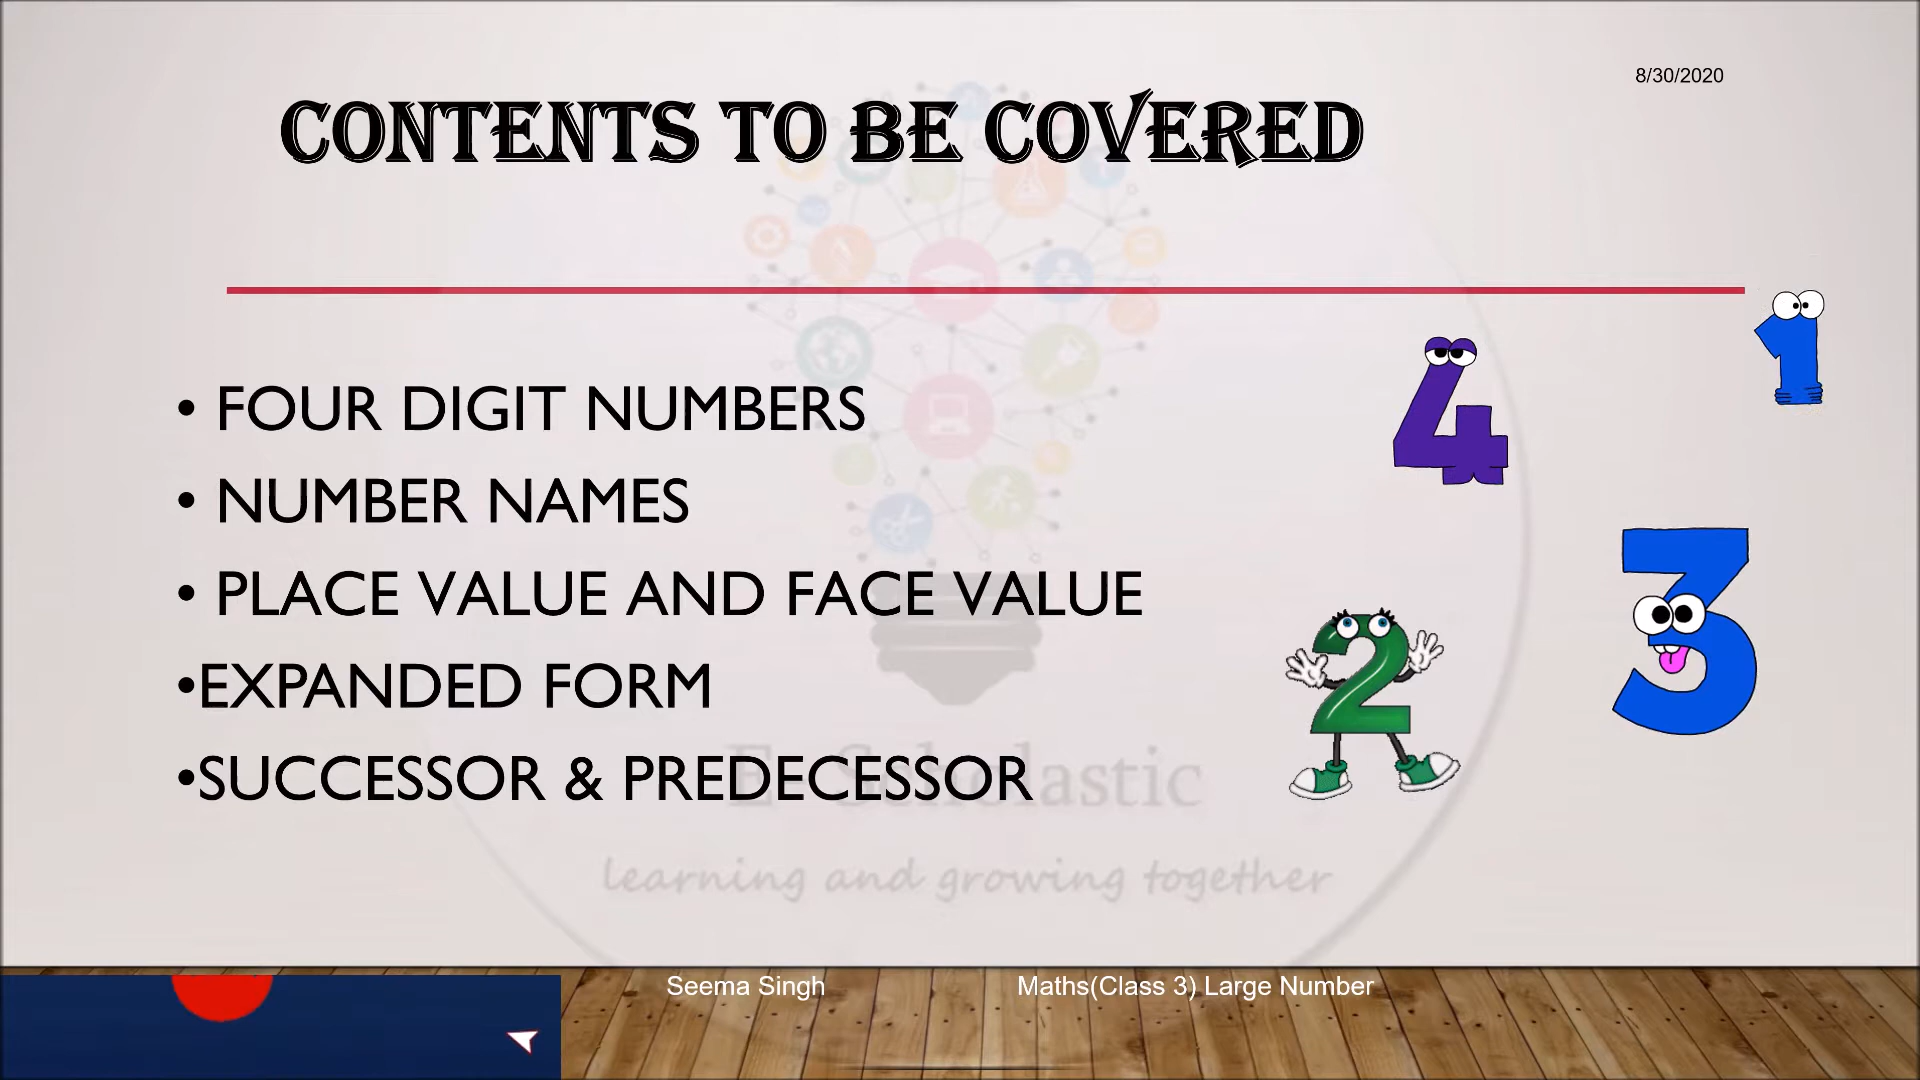 8/30/2020
CONTENTS TO BE COVERED
• FOUR DIGIT NUMBERS
• NUMBER NAMES
• PLACE VALUE AND FACE VALUE
•EXPANDED FORM
•SUCCESSOR & PREDECESSOR
E-Scholastic
learning and growing together
Seema Singh Maths(Class 3) Large Number